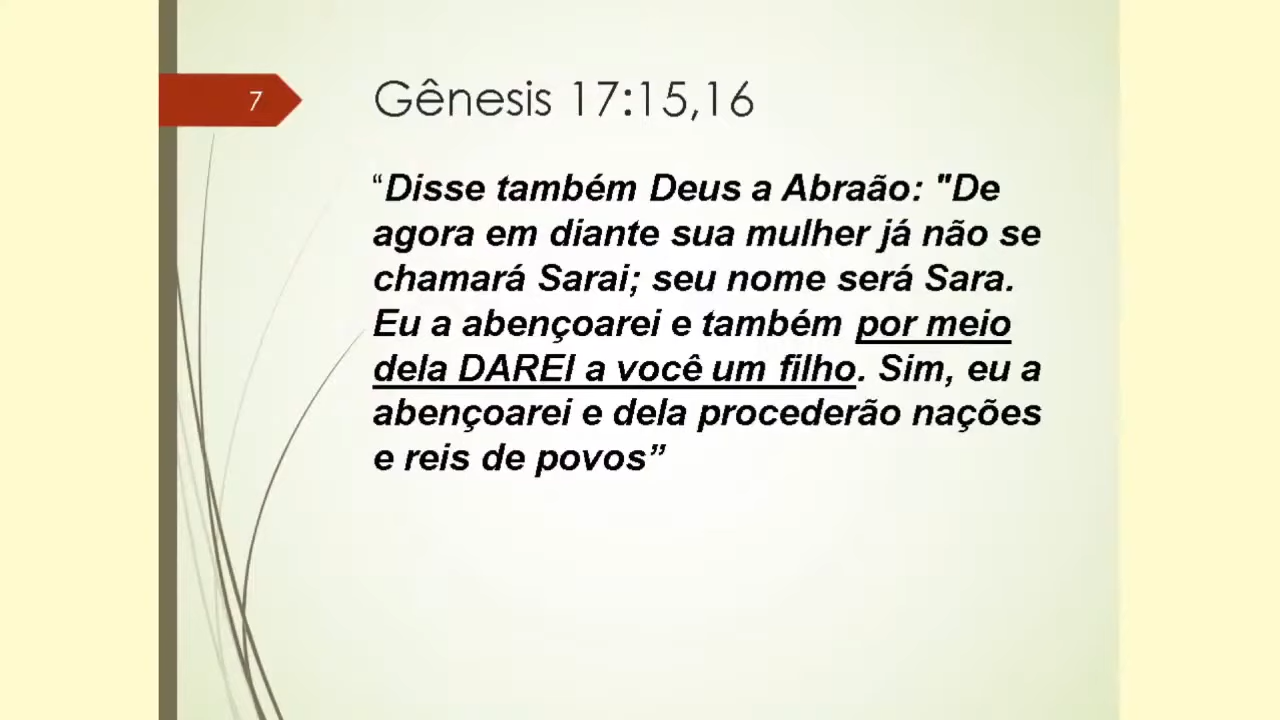 7
Gênesis 17:15,16
“Disse também Deus a Abraão: "De
agora em diante sua mulher já não se
chamará Sarai; seu nome será Sara.
Eu a abençoarei e também por meio
dela DAREI a você um filho. Sim, eu a
abençoarei e dela procederão nações
e reis de povos”